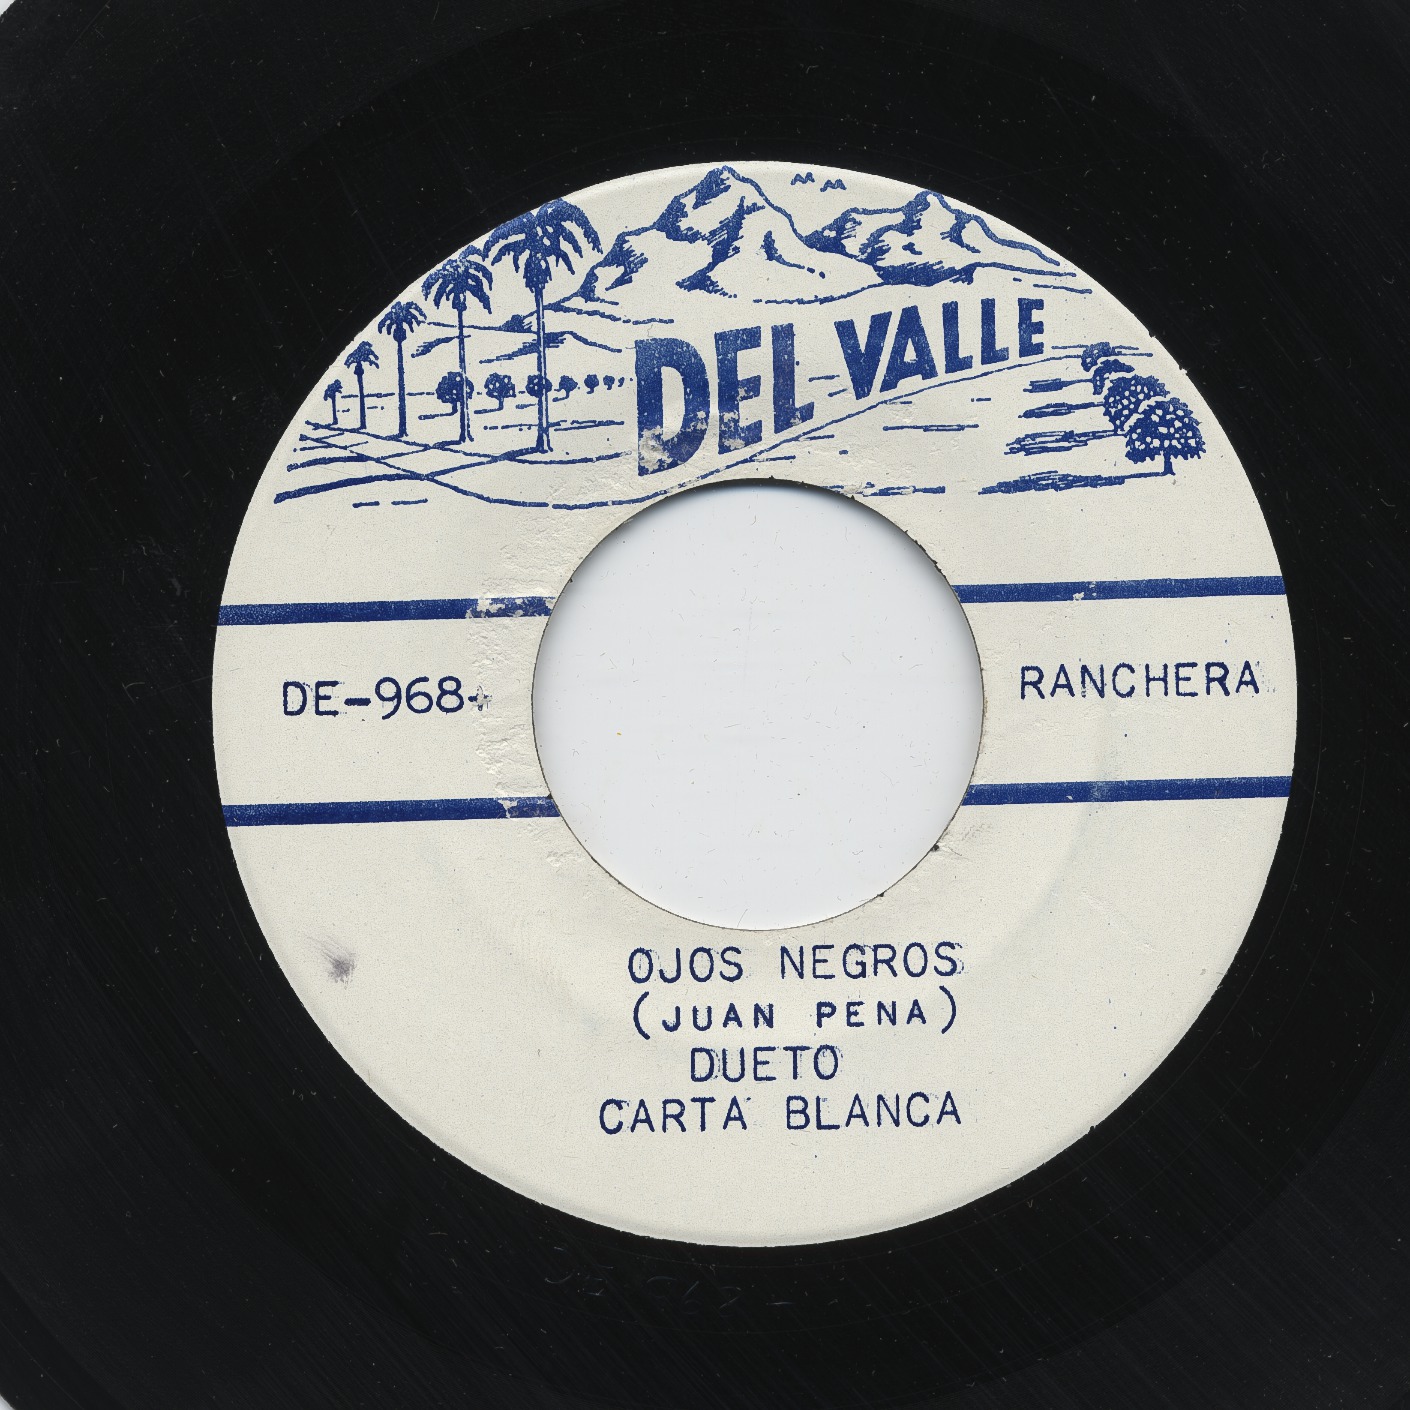 DEL VALLE
DE-968-
RANCHERA
OJOS NEGROS
(JUAN PENA)
DUETO
CARTA BLANCA